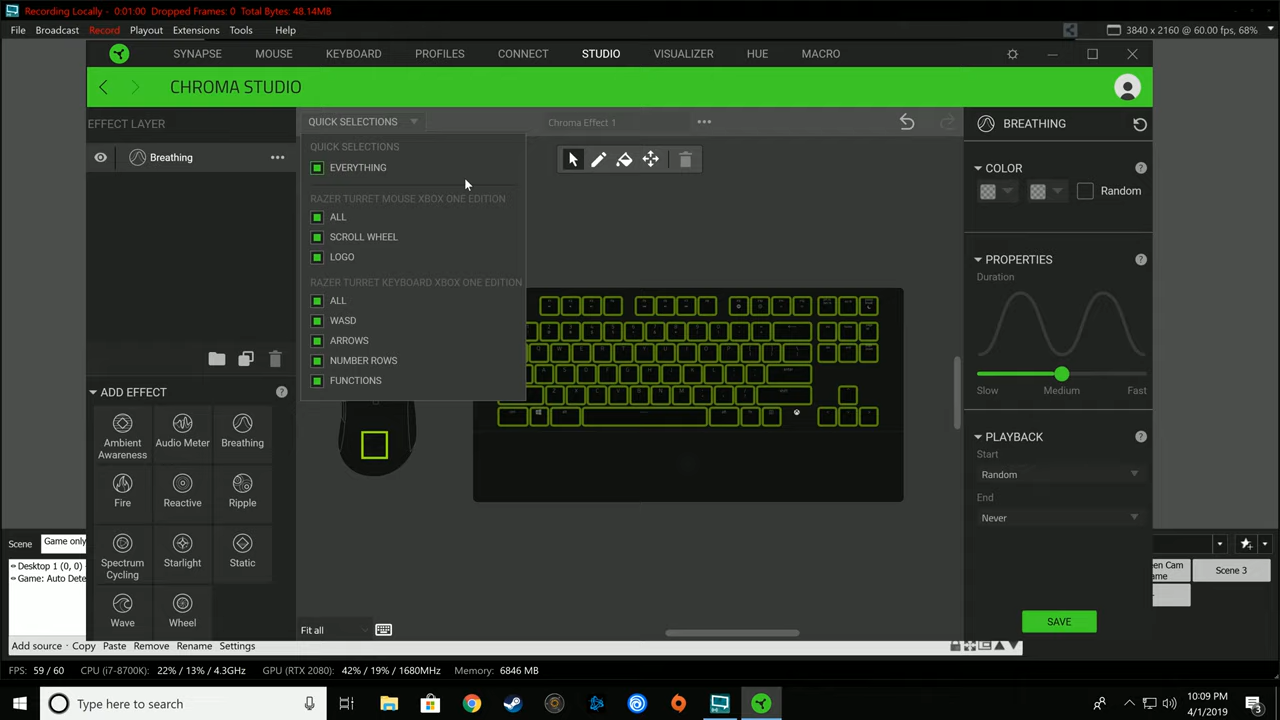 Recording Locally - 0:01:00 Dropped Frames: 0 Total Bytes: 48.14MB
File Broadcast Record Playout Extensions Tools Help
3840 x 2160 @ 60.00 fps, 68%
SYNAPSE MOUSE KEYBOARD PROFILES CONNECT STUDIO VISUALIZER HUE MACRO
CHROMA STUDIO
EFFECT LAYER
Breathing
QUICK SELECTIONS
Chroma Effect 1
QUICK SELECTIONS
EVERYTHING
RAZER TURRET MOUSE XBOX ONE EDITION
ALL
SCROLL WHEEL
LOGO
RAZER TURRET KEYBOARD XBOX ONE EDITION
ALL
WASD
ARROWS
NUMBER ROWS
FUNCTIONS
BREATHING
COLOR
Random
PROPERTIES
Duration
Slow Medium Fast
PLAYBACK
Start
Random
End
Never
SAVE
ADD EFFECT
Ambient Awareness
Audio Meter
Breathing
Fire
Reactive
Ripple
Spectrum Cycling
Starlight
Static
Wave
Wheel
Fit all
Scene
Game only
Desktop 1 (0, 0)
Game: Auto Dete
Add source · Copy Paste Remove Rename Settings
een Cam
ame
Scene 3
FPS: 59 / 60 CPU (i7-8700K): 22% / 13% / 4.3GHz GPU (RTX 2080): 42% / 19% / 1680MHz Memory: 6846 MB
Type here to search
10:09 PM
4/1/2019
3